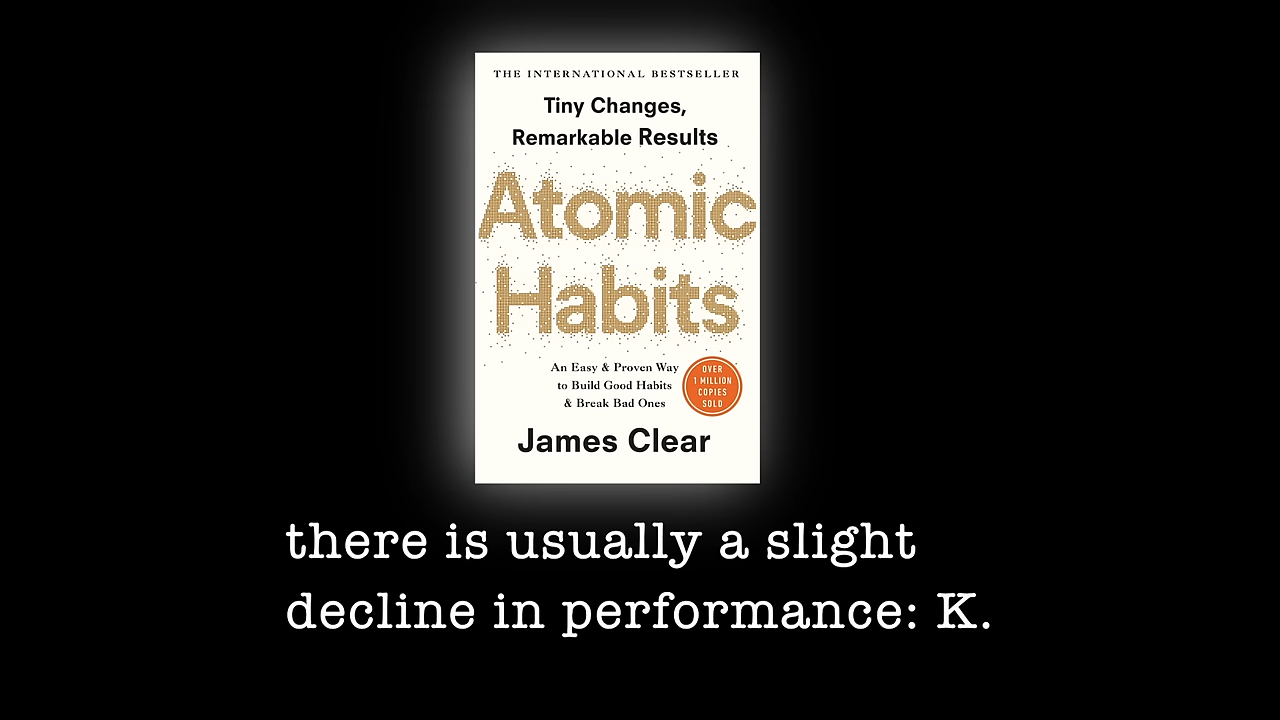 THE INTERNATIONAL BESTSELLER
Tiny Changes,
Remarkable Results
Atomic
Habits
An Easy & Proven Way
to Build Good Habits
& Break Bad Ones
OVER
1 MILLION
COPIES
SOLD
James Clear
there is usually a slight
decline in performance: K.